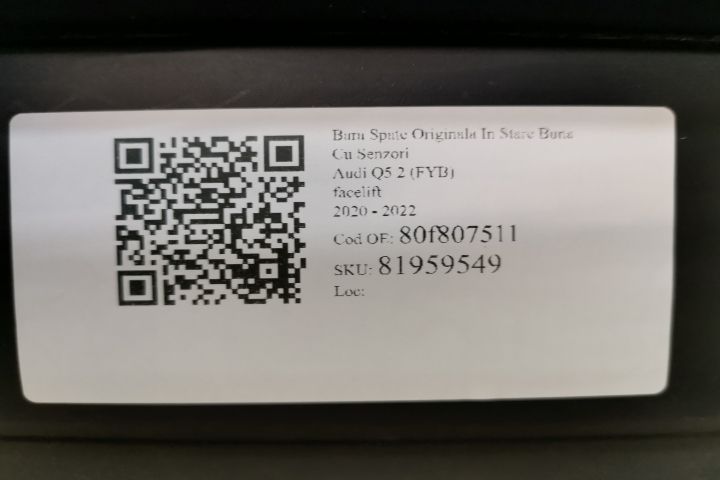 Bara Spate Originala In Stare Buna
Cu Senzori
Audi Q5 2 (FYB)
facelift
2020 - 2022
Cod OE: 80f807511
SKU: 81959549
Loc: